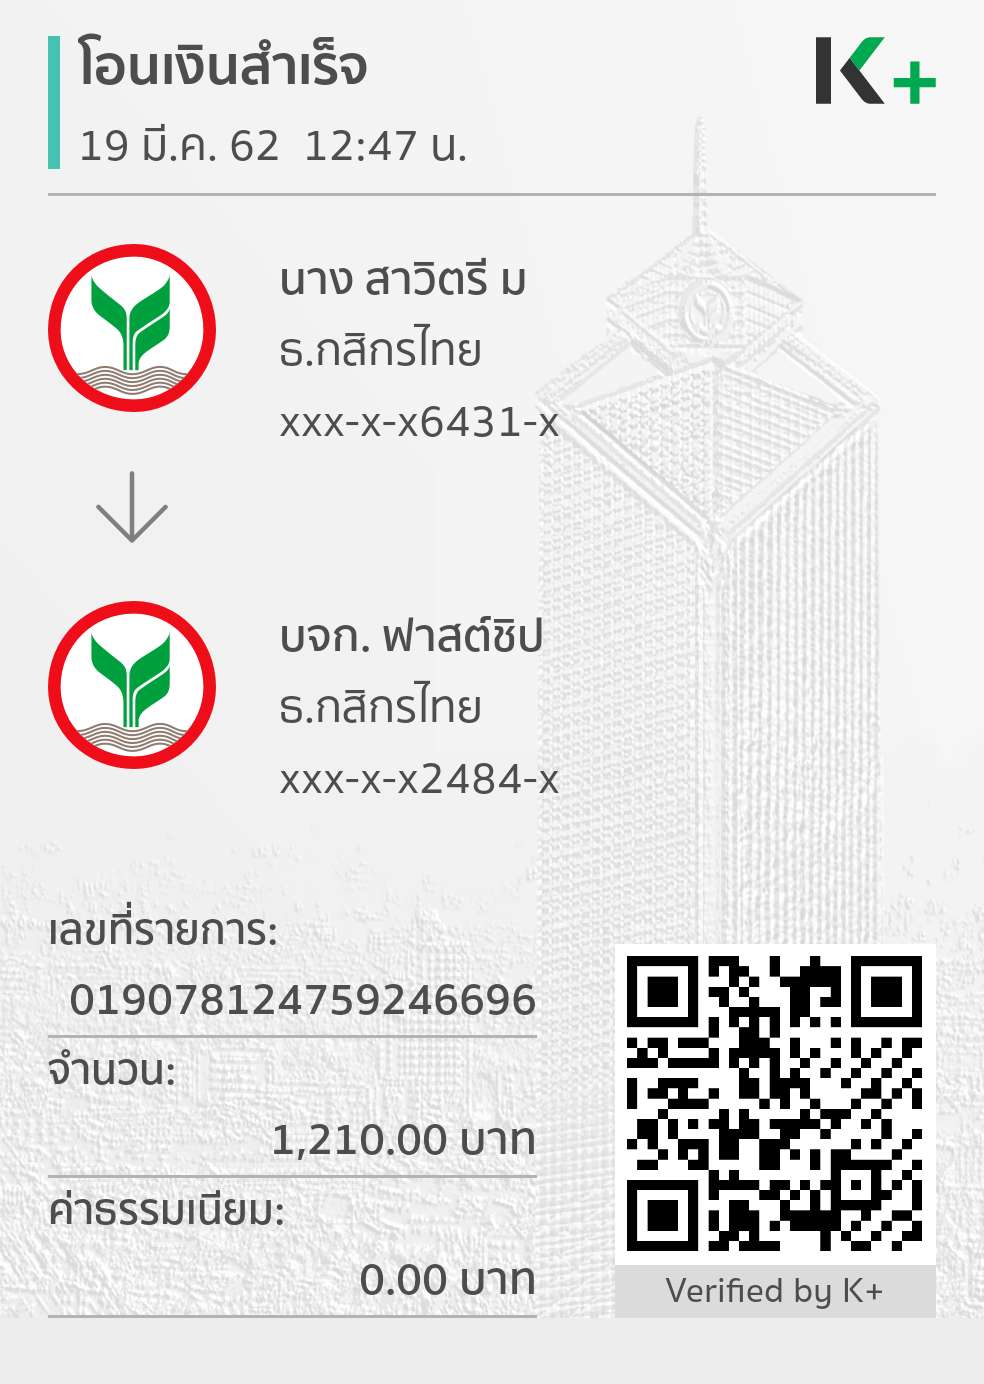 โอนเงินสำเร็จ
K+
19 มี.ค. 62 12:47 น.
นาง สาวิตรี ม
ธ.กสิกรไทย
xxx-x-x6431-x
บจก. ฟาสต์ชิป
ธ.กสิกรไทย
xxx-x-x2484-x
เลขที่รายการ:
019078124759246696
จำนวน:
1,210.00 บาท
ค่าธรรมเนียม:
0.00 บาท
Verified by K+